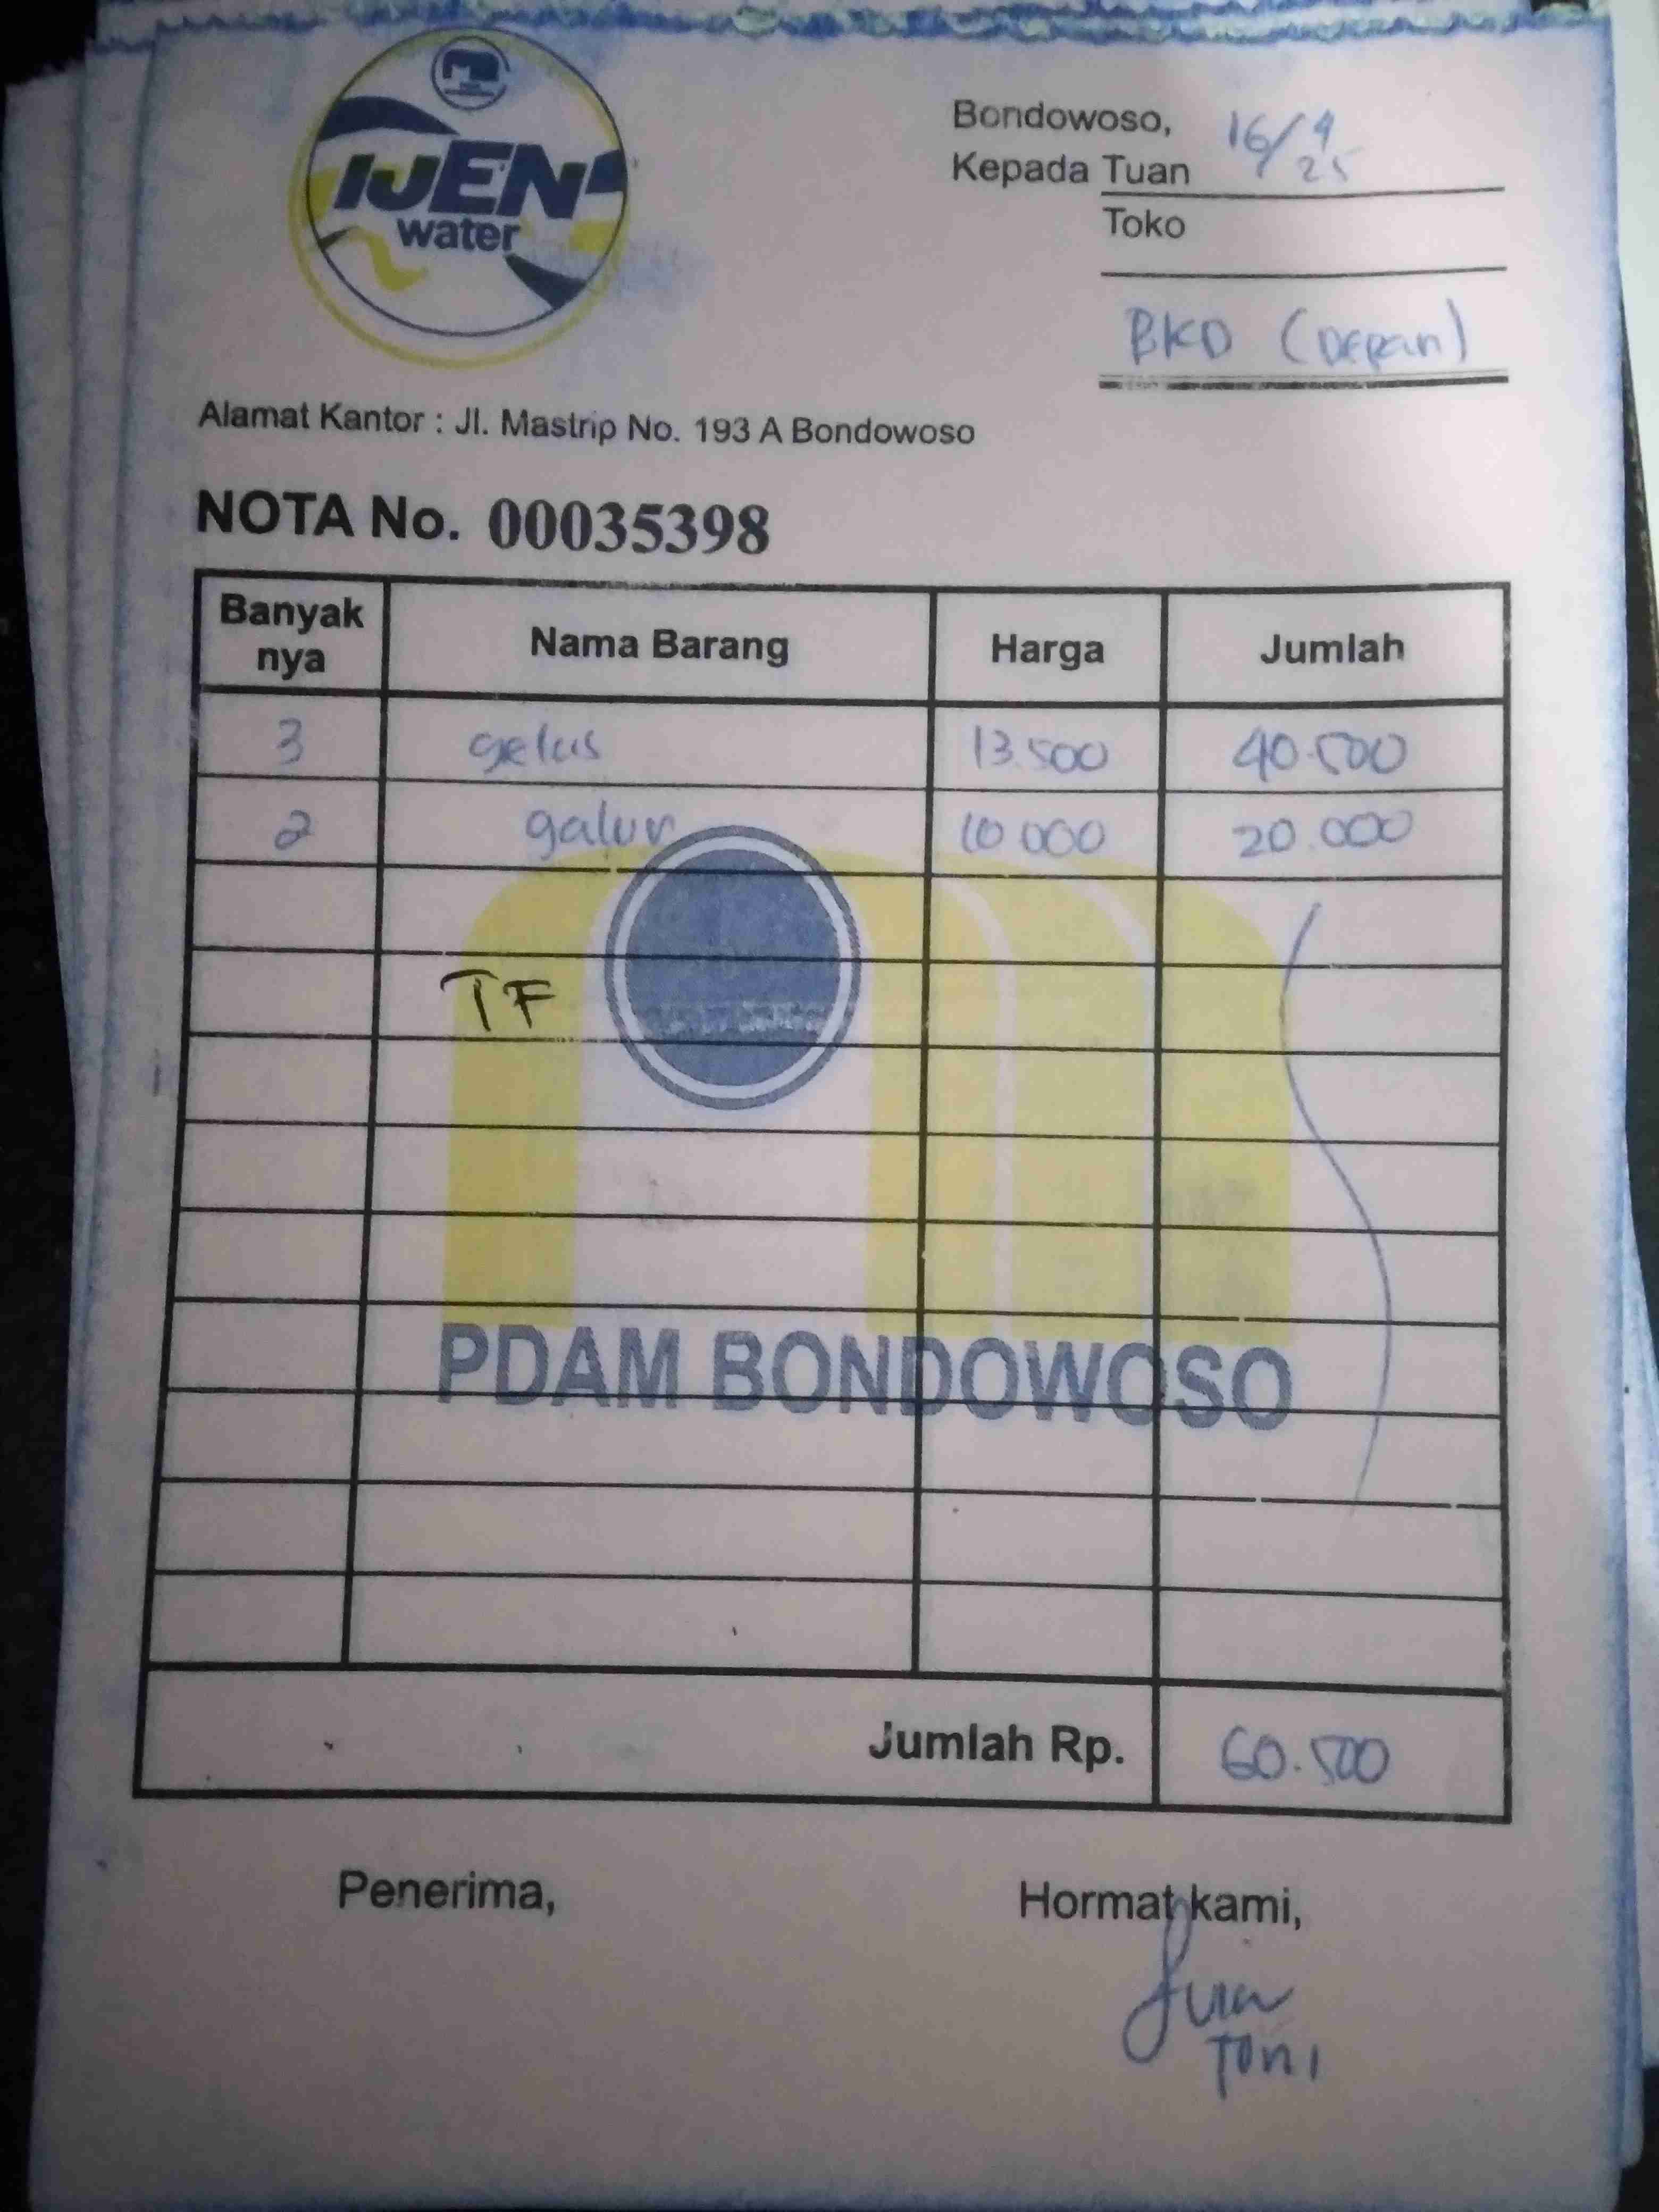 IJEN
water
Bondowoso, 16/4
25
Kepada Tuan
Toko
BKD (DEPAN)
Alamat Kantor : Jl. Mastrip No. 193 A Bondowoso
NOTA No. 00035398
Banyak nya Nama Barang Harga Jumlah
3 gelas 13.500 40.500
2 galon 10 000 20.000
TF
PDAM BONDOWOSO
Jumlah Rp. 60.500
Penerima, Hormat kami,
Toni